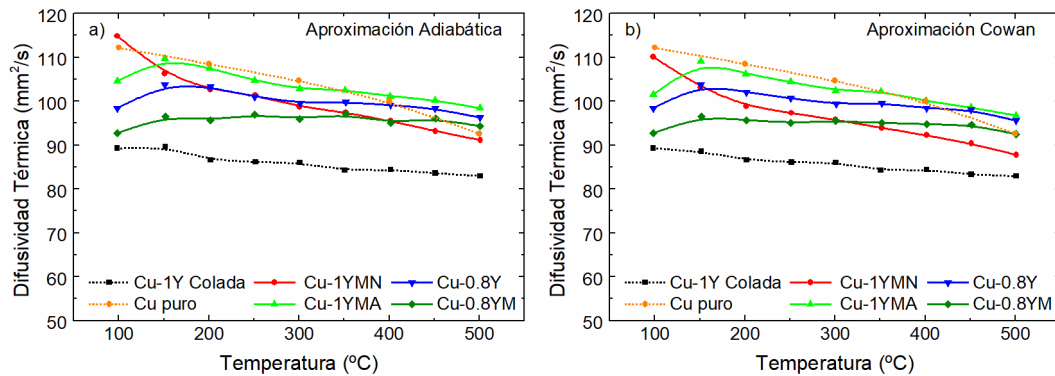 a) Aproximación Adiabática
Difusividad Térmica (mm²/s)
120
110
100
90
80
70
60
50
Cu-1Y Colada
Cu-1YMN
Cu-0.8Y
Cu puro
Cu-1YMA
Cu-0.8YM
100 200 300 400 500
Temperatura (ºC)
b) Aproximación Cowan
Difusividad Térmica (mm²/s)
120
110
100
90
80
70
60
50
Cu-1Y Colada
Cu-1YMN
Cu-0.8Y
Cu puro
Cu-1YMA
Cu-0.8YM
100 200 300 400 500
Temperatura (ºC)